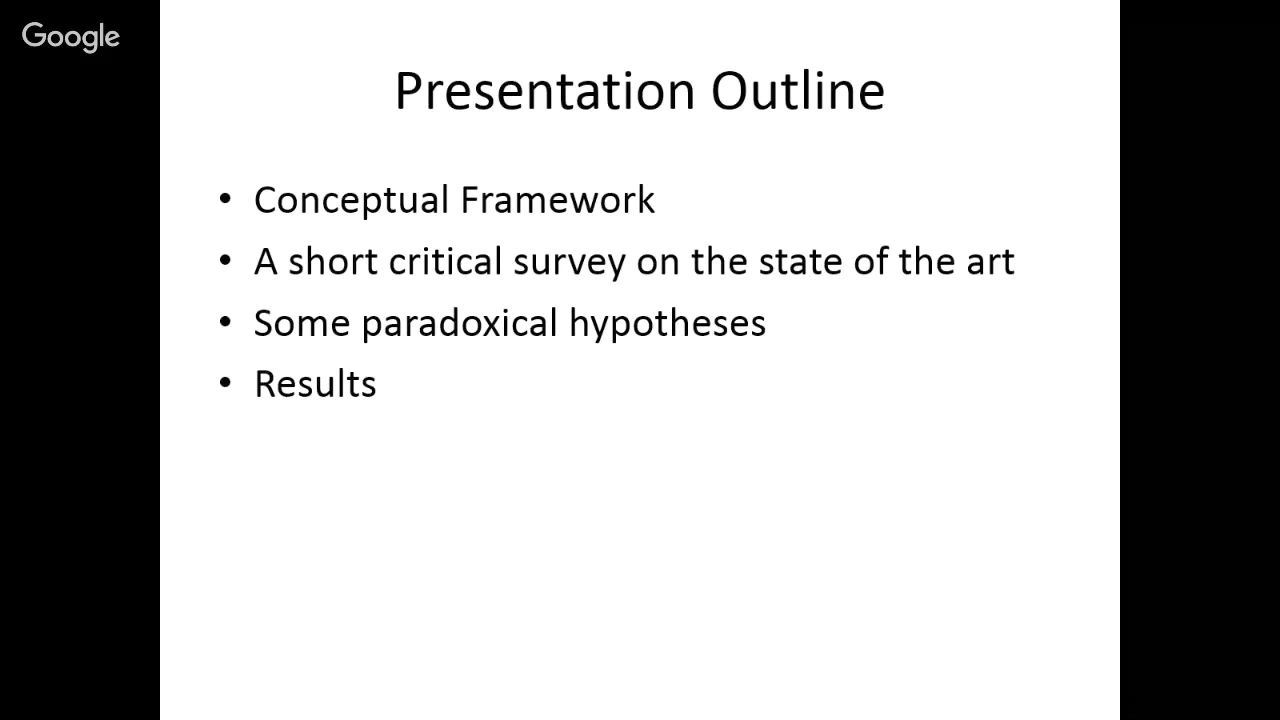 Google
Presentation Outline
• Conceptual Framework
• A short critical survey on the state of the art
• Some paradoxical hypotheses
• Results